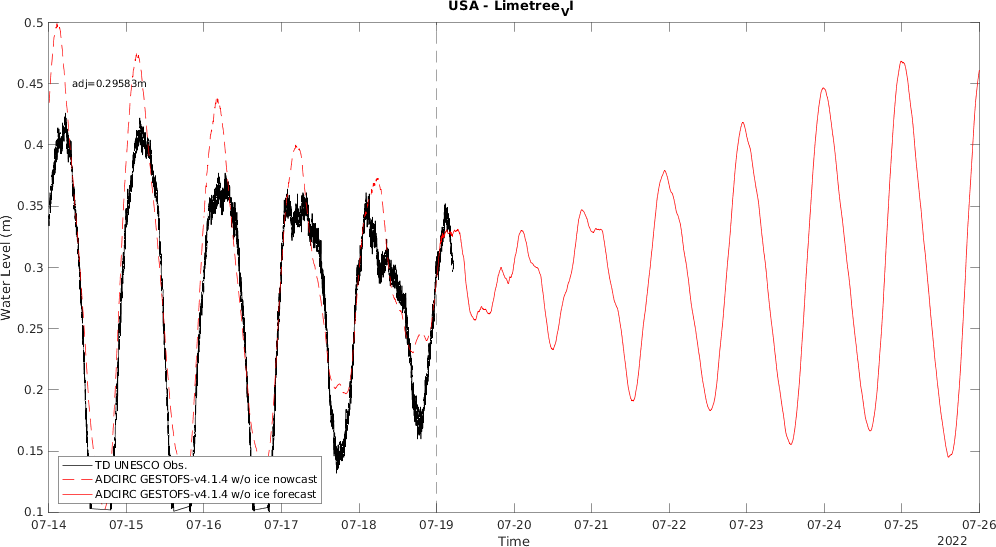 USA - LimetreeVI
0.5
0.45
0.4
0.35
0.3
0.25
0.2
0.15
0.1
Water Level (m)
adj=0.29583m
TD UNESCO Obs.
ADCIRC GESTOFS-v4.1.4 w/o ice nowcast
ADCIRC GESTOFS-v4.1.4 w/o ice forecast
07-14 07-15 07-16 07-17 07-18 07-19 07-20 07-21 07-22 07-23 07-24 07-25 07-26
Time
2022